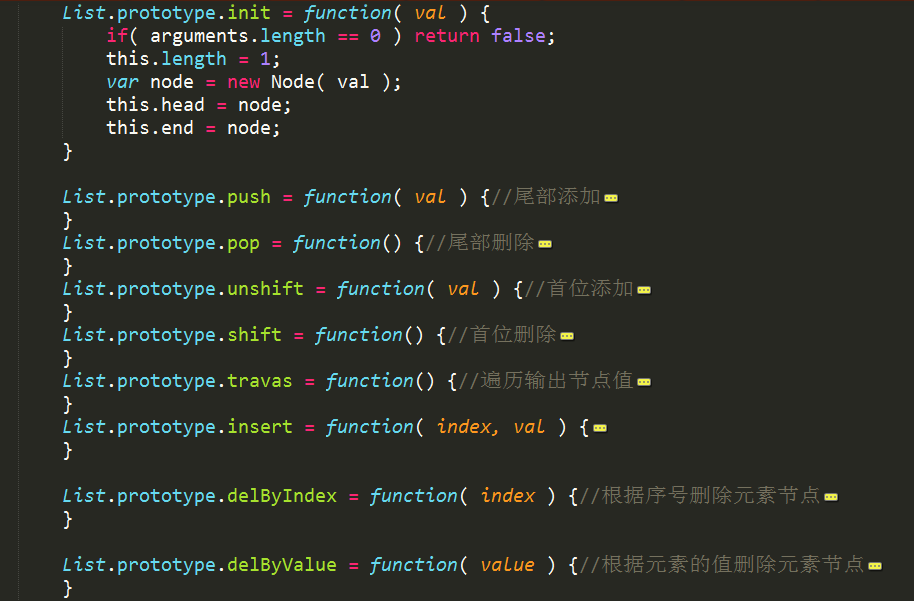 List.prototype.init = function( val ) {
if( arguments.length == 0 ) return false;
this.length = 1;
var node = new Node( val );
this.head = node;
this.end = node;
}
List.prototype.push = function( val ) {//尾部添加
}
List.prototype.pop = function() {//尾部删除
}
List.prototype.unshift = function( val ) {//首位添加
}
List.prototype.shift = function() {//首位删除
}
List.prototype.travas = function() {//遍历输出节点值
}
List.prototype.insert = function( index, val ) {
}
List.prototype.delByIndex = function( index ) {//根据序号删除元素节点
}
List.prototype.delByValue = function( value ) {//根据元素的值删除元素节点
}